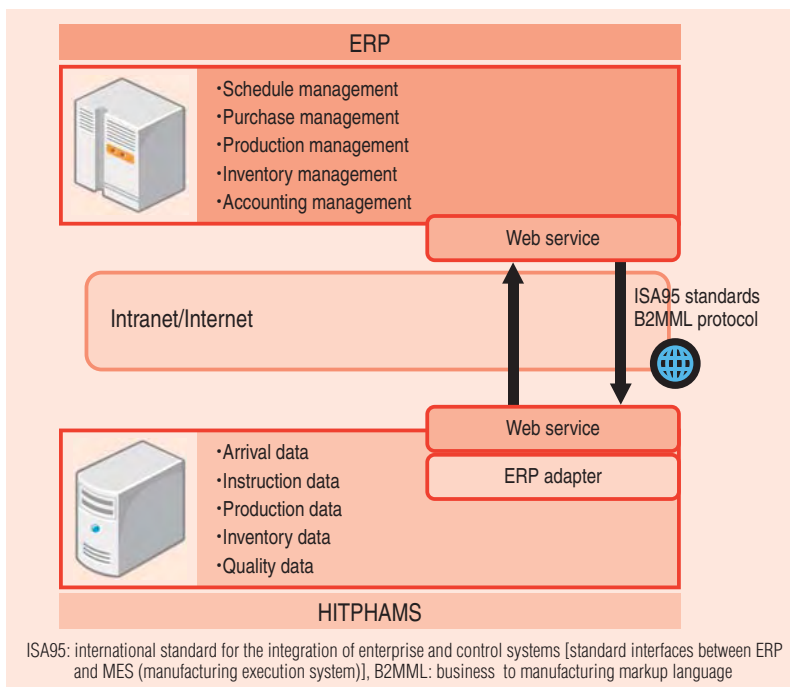 ERP
・Schedule management
・Purchase management
・Production management
・Inventory management
・Accounting management
Web service
Intranet/Internet
ISA95 standards
B2MML protocol
Web service
ERP adapter
・Arrival data
・Instruction data
・Production data
・Inventory data
・Quality data
HITPHAMS
ISA95: international standard for the integration of enterprise and control systems [standard interfaces between ERP
and MES (manufacturing execution system)], B2MML: business to manufacturing markup language